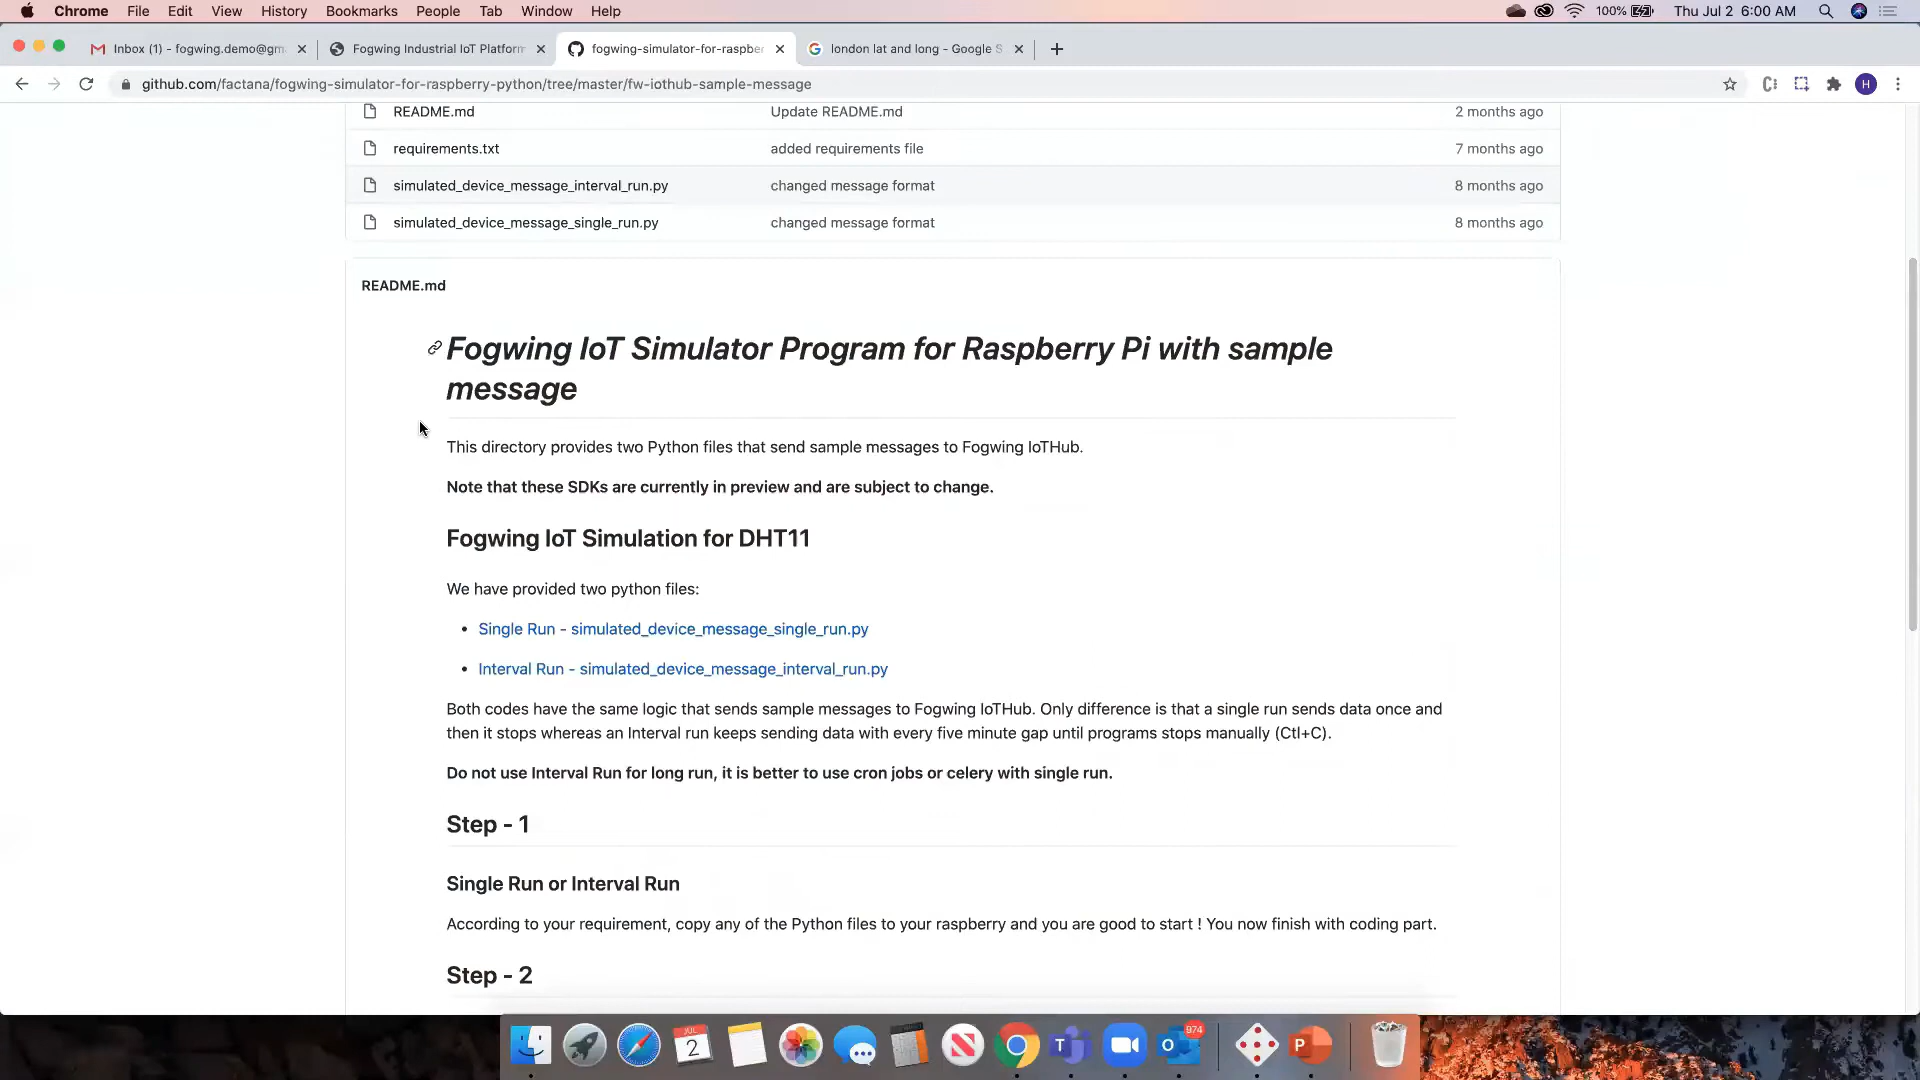 Chrome File Edit View History Bookmarks People Tab Window Help 100% Thu Jul 2 6:00 AM
Inbox (1) - fogwing.demo@gm Fogwing Industrial IoT Platform fogwing-simulator-for-raspber london lat and long - Google S
github.com/factana/fogwing-simulator-for-raspberry-python/tree/master/fw-iothub-sample-message H
README.md Update README.md 2 months ago
requirements.txt added requirements file 7 months ago
simulated_device_message_interval_run.py changed message format 8 months ago
simulated_device_message_single_run.py changed message format 8 months ago
README.md
Fogwing IoT Simulator Program for Raspberry Pi with sample
message
This directory provides two Python files that send sample messages to Fogwing IoTHub.
Note that these SDKs are currently in preview and are subject to change.
Fogwing IoT Simulation for DHT11
We have provided two python files:
• Single Run - simulated_device_message_single_run.py
• Interval Run - simulated_device_message_interval_run.py
Both codes have the same logic that sends sample messages to Fogwing IoTHub. Only difference is that a single run sends data once and
then it stops whereas an Interval run keeps sending data with every five minute gap until programs stops manually (Ctl+C).
Do not use Interval Run for long run, it is better to use cron jobs or celery with single run.
Step - 1
Single Run or Interval Run
According to your requirement, copy any of the Python files to your raspberry and you are good to start ! You now finish with coding part.
Step - 2
JUL
2
974